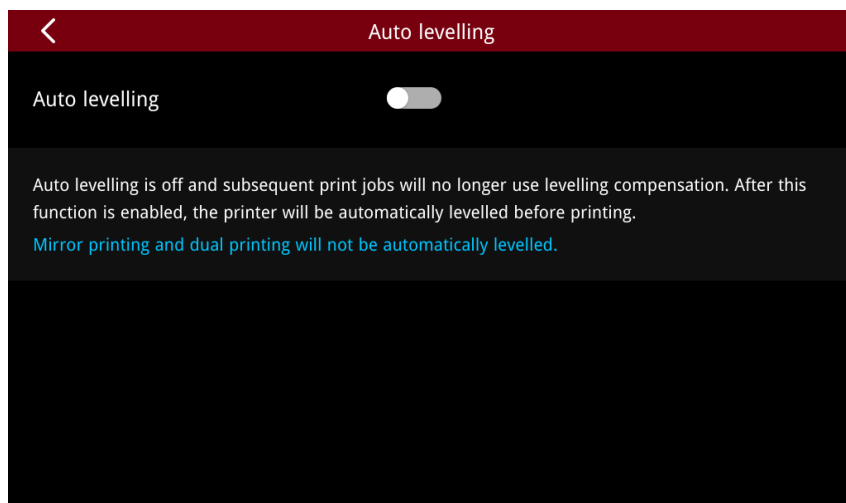 Auto levelling
Auto levelling
Auto levelling is off and subsequent print jobs will no longer use levelling compensation. After this
function is enabled, the printer will be automatically levelled before printing.
Mirror printing and dual printing will not be automatically levelled.